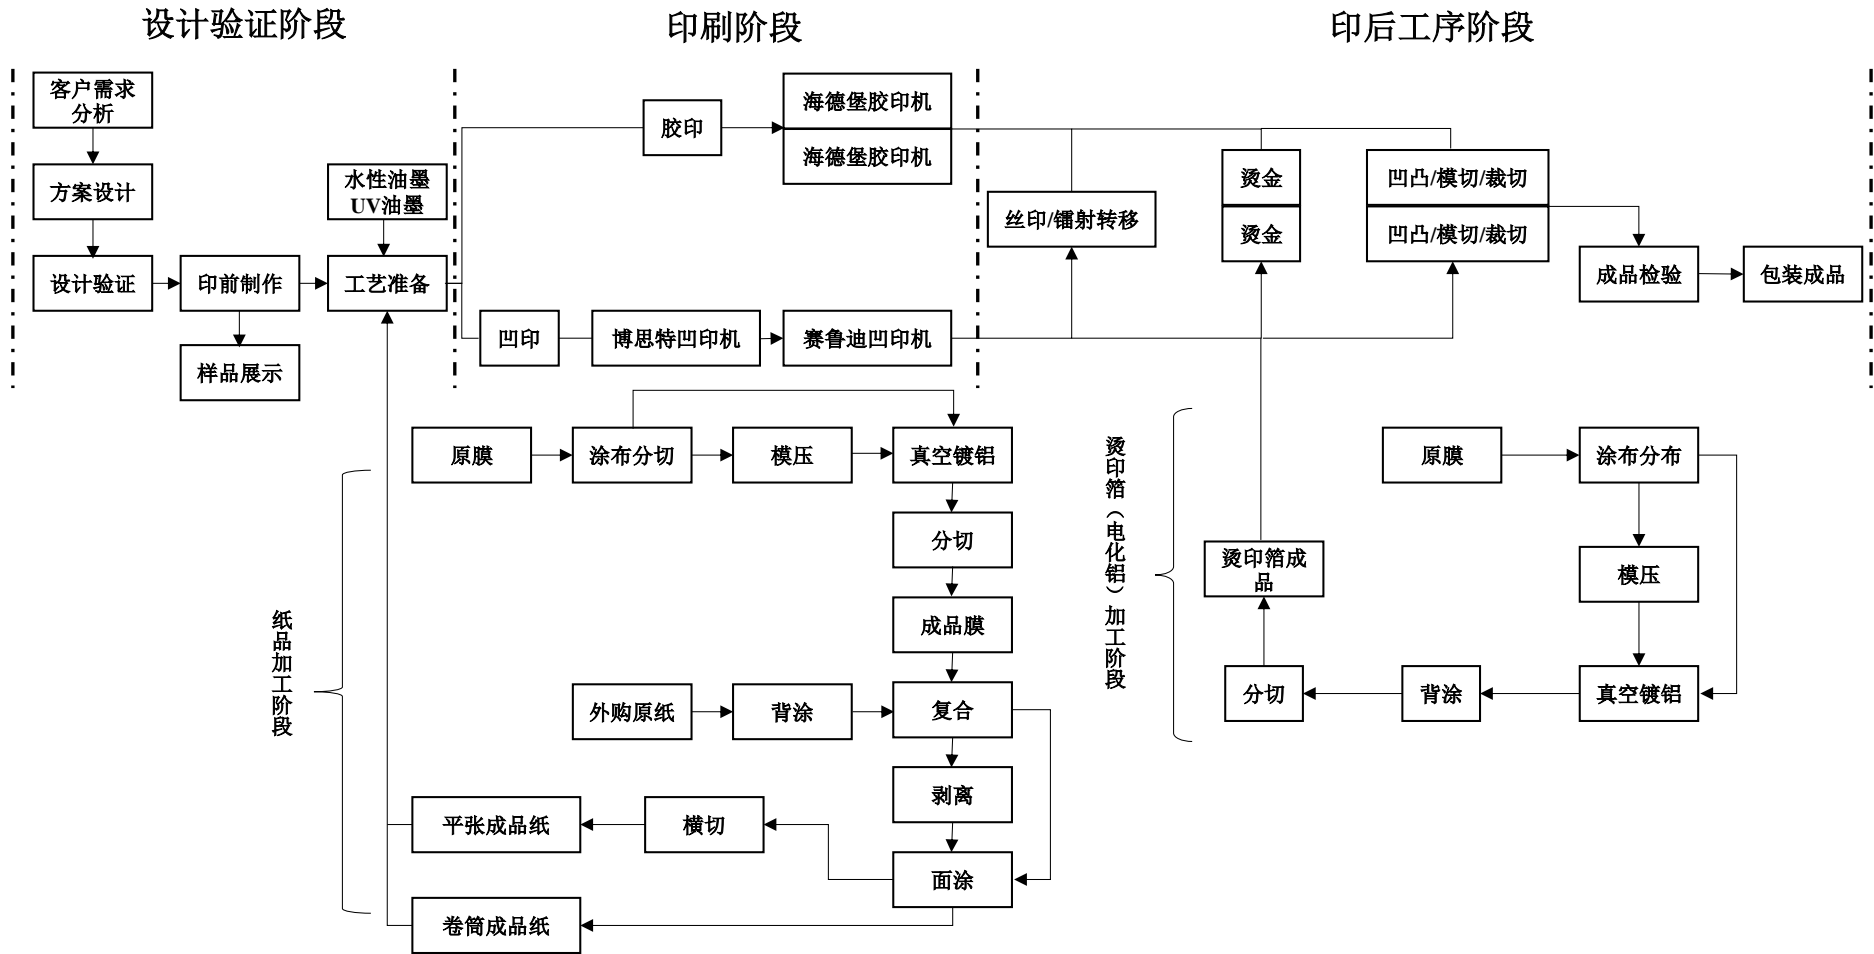 设计验证阶段
印刷阶段
印后工序阶段
客户需求
分析
方案设计
设计验证
印前制作
样品展示
水性油墨
UV油墨
工艺准备
胶印
海德堡胶印机
海德堡胶印机
凹印
博思特凹印机
赛鲁迪凹印机
丝印/镭射转移
烫金
烫金
凹凸/模切/裁切
凹凸/模切/裁切
成品检验
包装成品
纸品加工阶段
原膜
涂布分切
模压
真空镀铝
分切
成品膜
外购原纸
背涂
复合
剥离
平张成品纸
横切
面涂
卷筒成品纸
烫印箔（电化铝）加工阶段
原膜
涂布分布
模压
真空镀铝
背涂
分切
烫印箔成
品